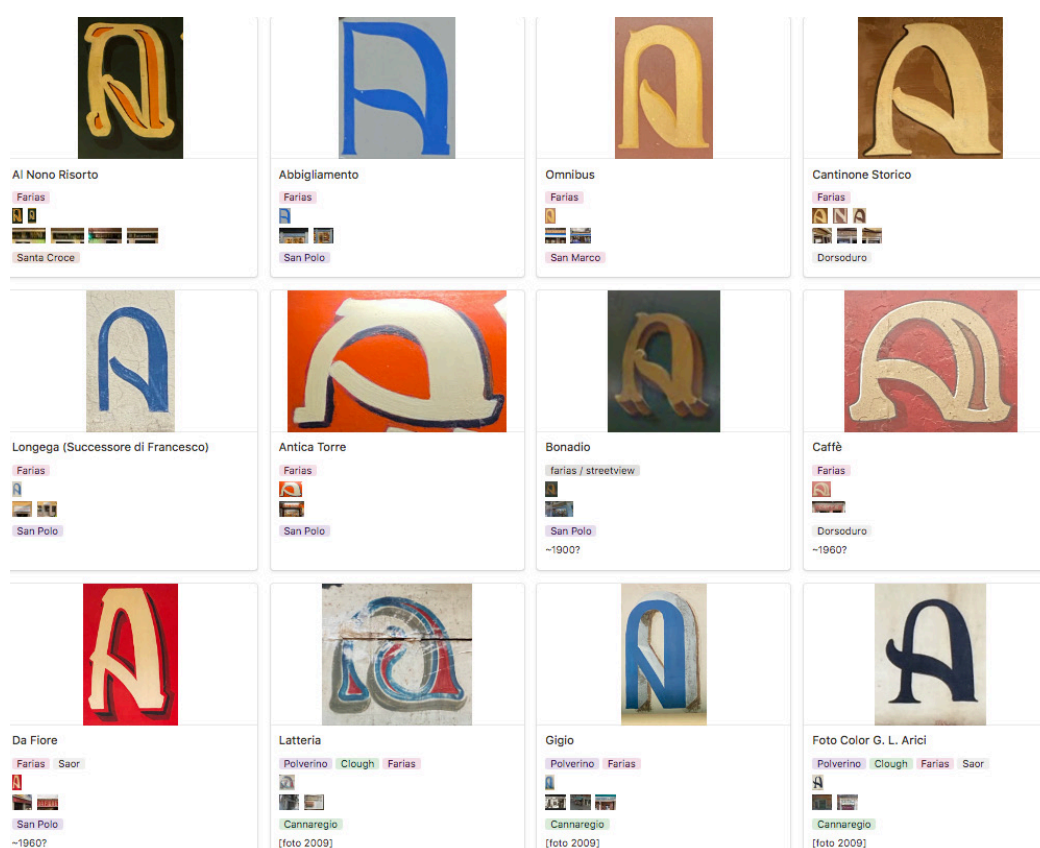 A A A A
Al Nono Risorto Abbigliamento Omnibus Cantinone Storico
Farias Farias Farias Farias
Santa Croce San Polo San Marco Dorsoduro
A A A A
Longega (Successore di Francesco) Antica Torre Bonadio Caffè
Farias Farias farias / streetview Farias
San Polo San Polo San Polo Dorsoduro
~1900? ~1960?
A A A A
Da Fiore Latteria Gigio Foto Color G. L. Arici
Farias Saor Polverino Clough Farias Polverino Farias Polverino Clough Farias Saor
San Polo Cannaregio Cannaregio Cannaregio
~1960? [foto 2009] [foto 2009] [foto 2009]